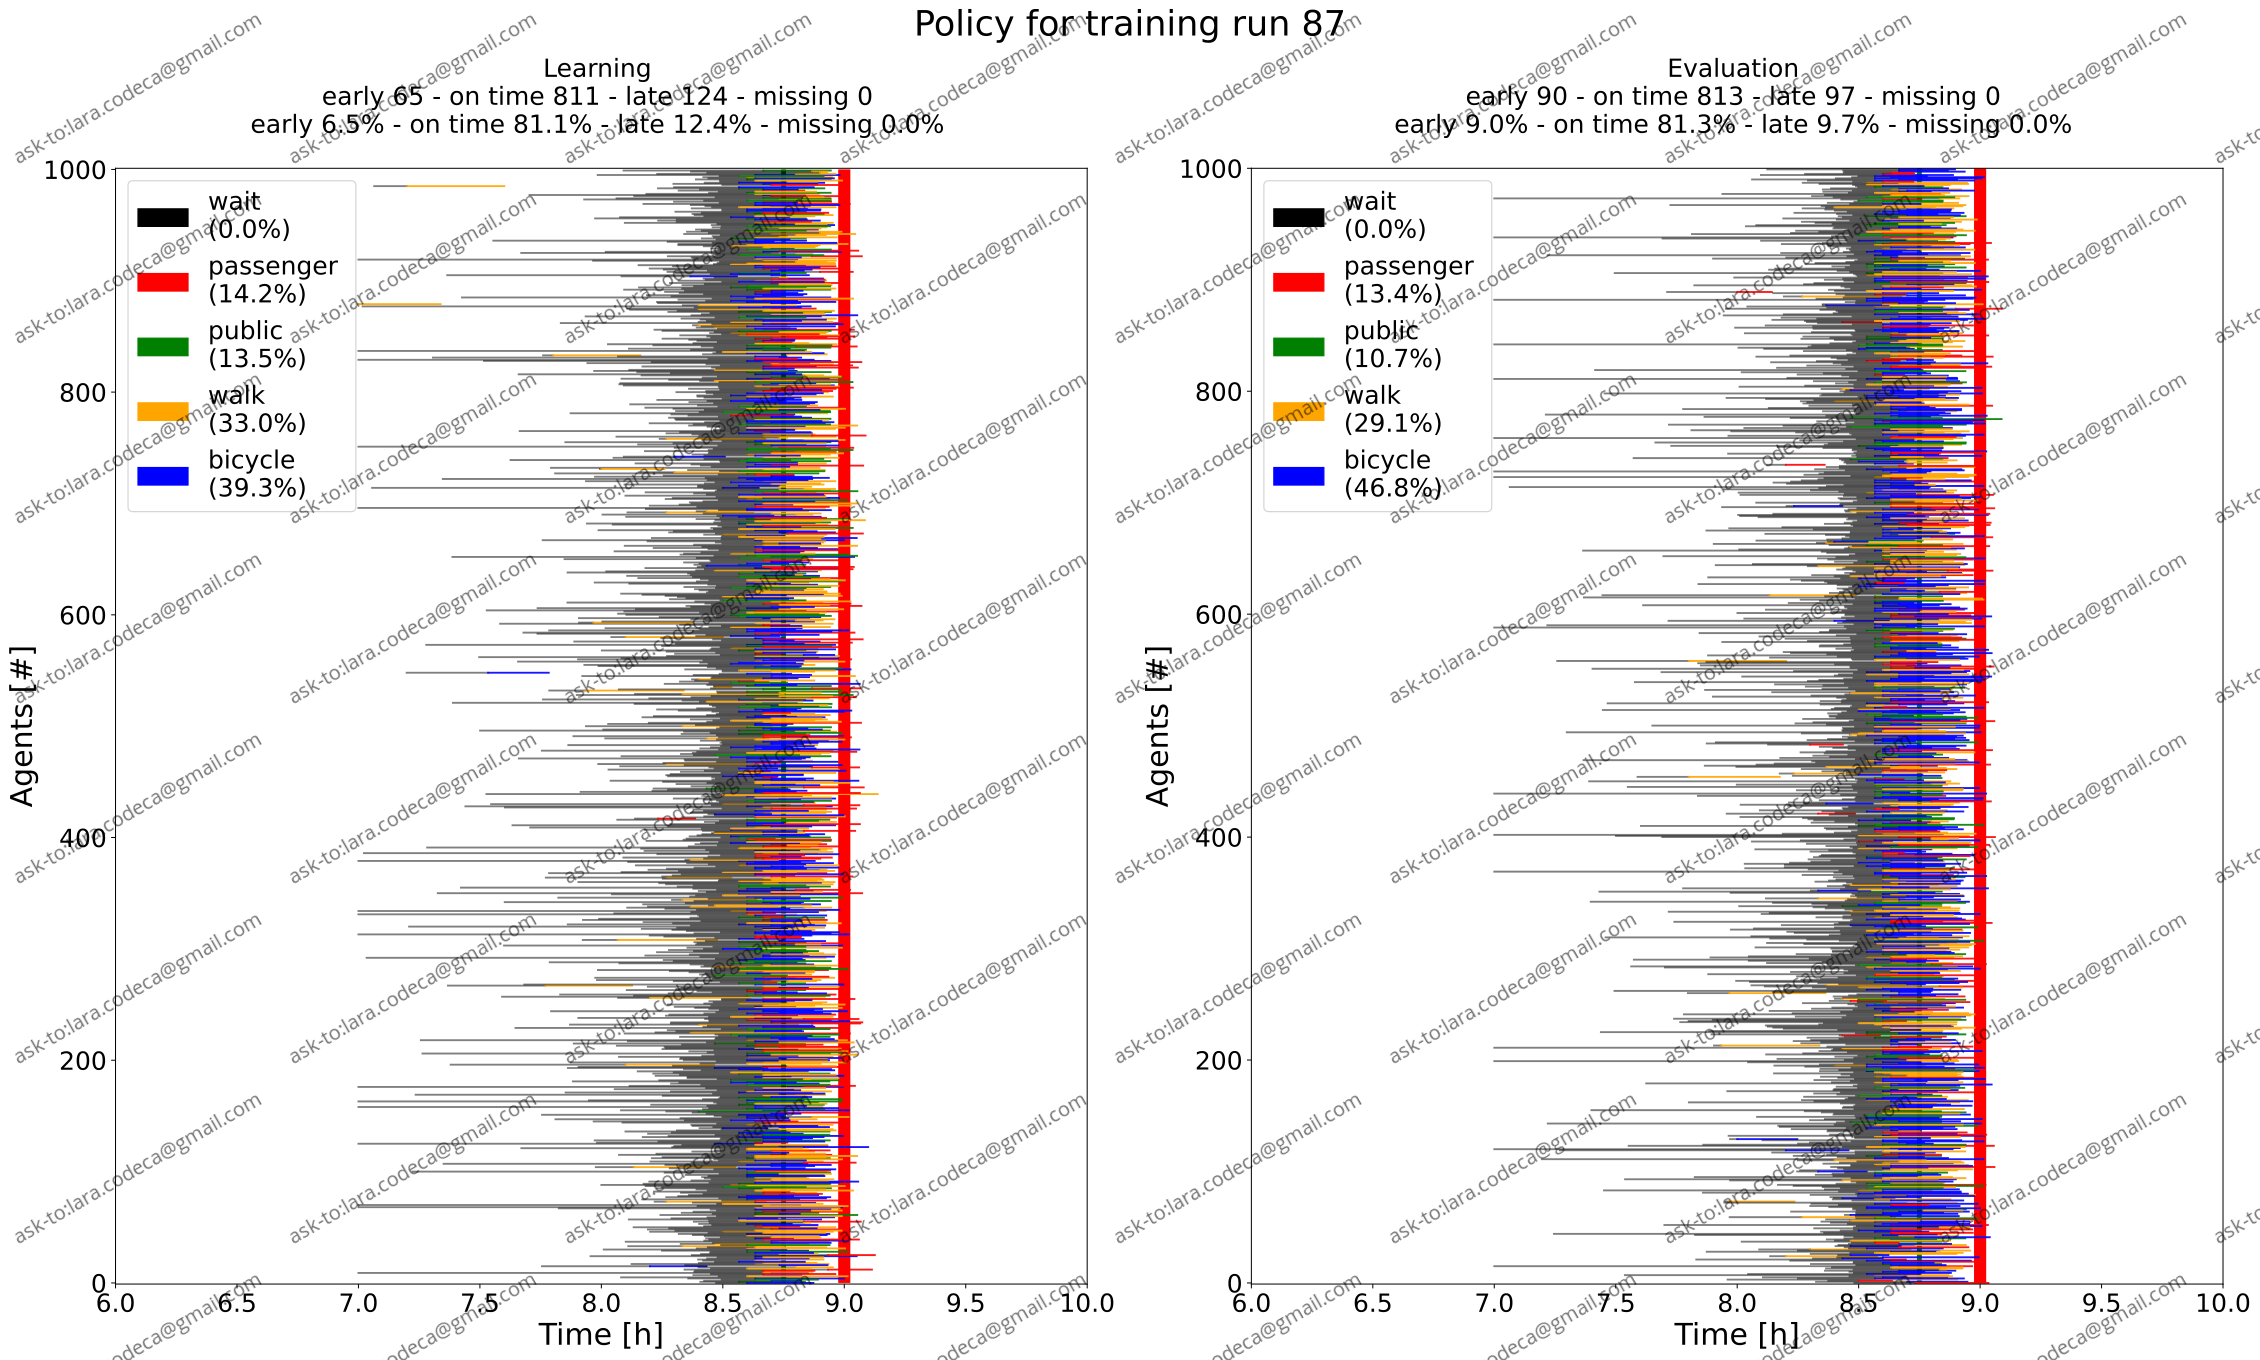 Policy for training run 87
Learning
early 65 - on time 811 - late 124 - missing 0
early 6.5% - on time 81.1% - late 12.4% - missing 0.0%
Evaluation
early 90 - on time 813 - late 97 - missing 0
early 9.0% - on time 81.3% - late 9.7% - missing 0.0%
1000
800
600
400
200
0
Agents [#]
wait
(0.0%)
passenger
(14.2%)
public
(13.5%)
walk
(33.0%)
bicycle
(39.3%)
6.0 6.5 7.0 7.5 8.0 8.5 9.0 9.5 10.0
Time [h]
1000
800
600
400
200
0
Agents [#]
wait
(0.0%)
passenger
(13.4%)
public
(10.7%)
walk
(29.1%)
bicycle
(46.8%)
6.0 6.5 7.0 7.5 8.0 8.5 9.0 9.5 10.0
Time [h]
ask-to:lara.codeca@gmail.com